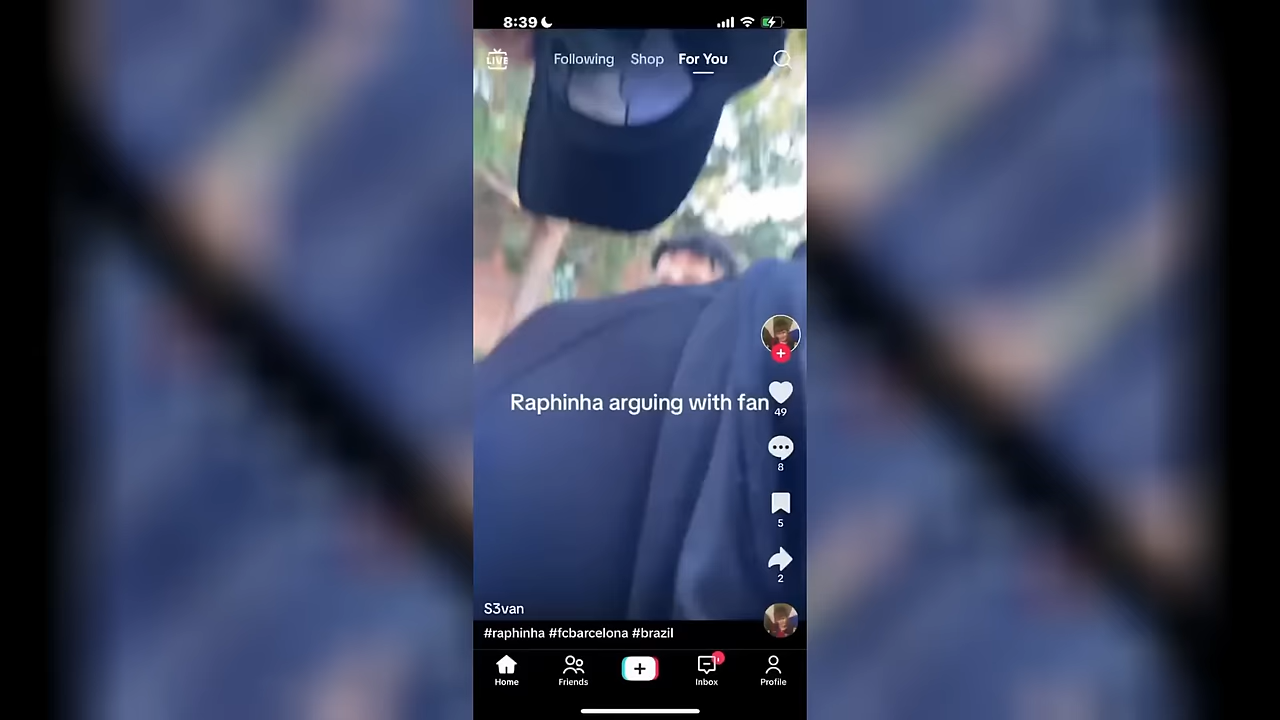 8:39
LIVE
Following Shop For You
Raphinha arguing with fan
49
8
5
2
S3van
#raphinha #fcbarcelona #brazil
Home Friends Inbox Profile